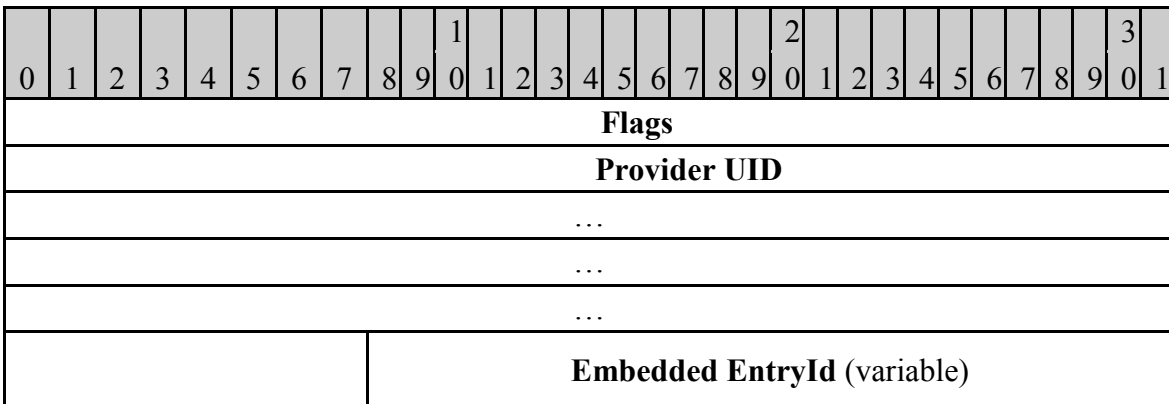 1 2 3
0 1 2 3 4 5 6 7 8 9 0 1 2 3 4 5 6 7 8 9 0 1 2 3 4 5 6 7 8 9 0 1
Flags
Provider UID
…
…
…
Embedded EntryId (variable)